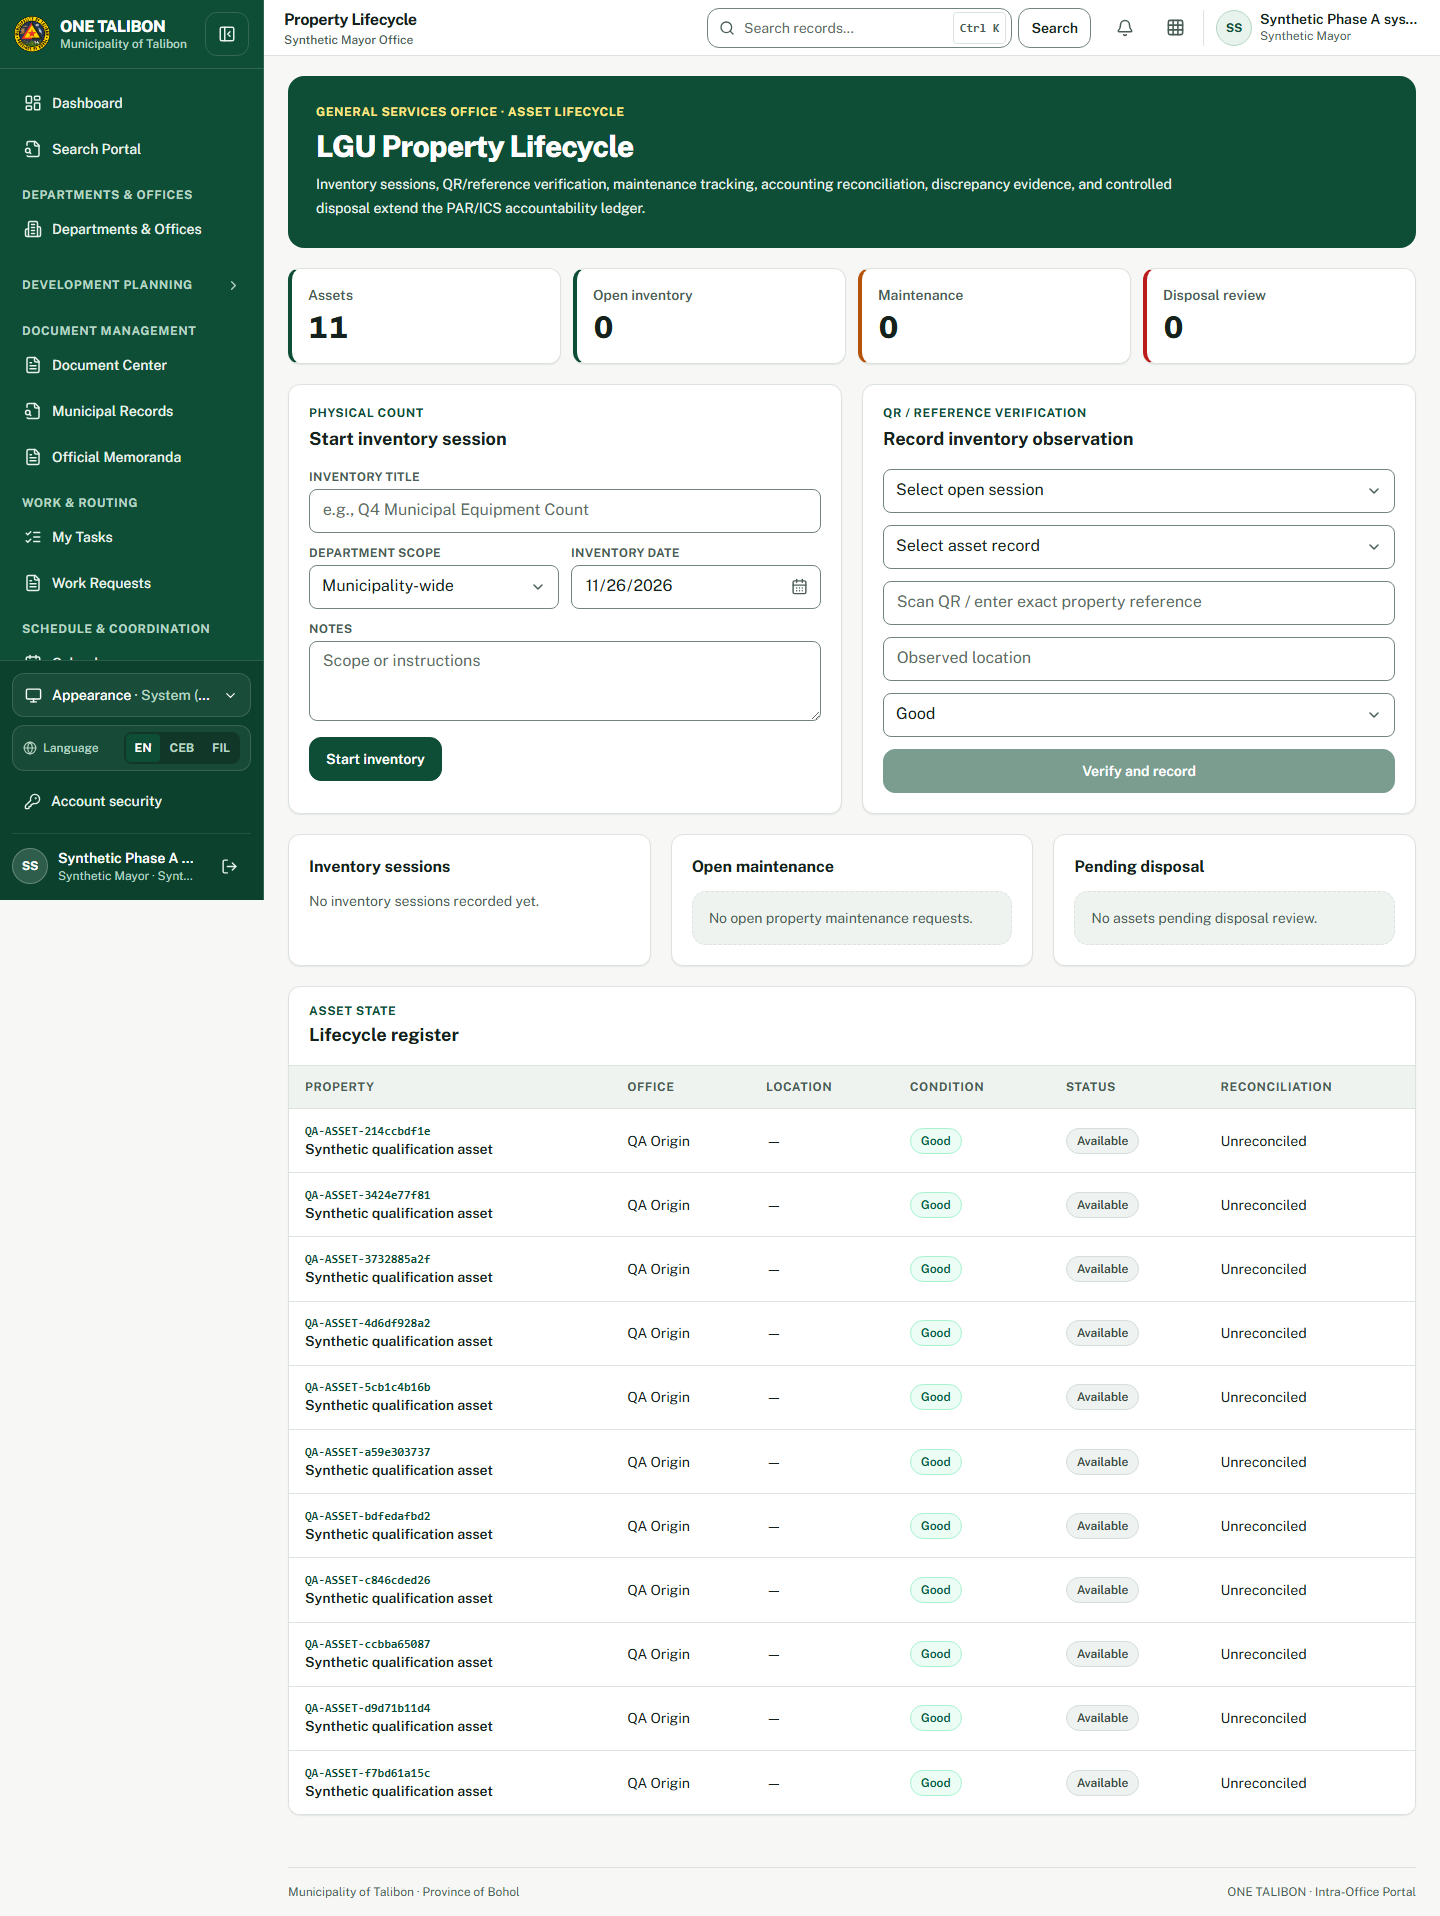 ONE TALIBON
Municipality of Talibon
Dashboard
Search Portal
DEPARTMENTS & OFFICES
Departments & Offices
DEVELOPMENT PLANNING
DOCUMENT MANAGEMENT
Document Center
Municipal Records
Official Memoranda
WORK & ROUTING
My Tasks
Work Requests
SCHEDULE & COORDINATION
Appearance · System (...
Language EN CEB FIL
Account security
SS
Synthetic Phase A ...
Synthetic Mayor · Synt...
Property Lifecycle
Synthetic Mayor Office
Search records... Ctrl K Search
SS
Synthetic Phase A sys...
Synthetic Mayor
GENERAL SERVICES OFFICE · ASSET LIFECYCLE
LGU Property Lifecycle
Inventory sessions, QR/reference verification, maintenance tracking, accounting reconciliation, discrepancy evidence, and controlled
disposal extend the PAR/ICS accountability ledger.
Assets
11
Open inventory
0
Maintenance
0
Disposal review
0
PHYSICAL COUNT
Start inventory session
INVENTORY TITLE
e.g., Q4 Municipal Equipment Count
DEPARTMENT SCOPE INVENTORY DATE
Municipality-wide 11/26/2026
NOTES
Scope or instructions
Start inventory
QR / REFERENCE VERIFICATION
Record inventory observation
Select open session
Select asset record
Scan QR / enter exact property reference
Observed location
Good
Verify and record
Inventory sessions
No inventory sessions recorded yet.
Open maintenance
No open property maintenance requests.
Pending disposal
No assets pending disposal review.
ASSET STATE
Lifecycle register
PROPERTY OFFICE LOCATION CONDITION STATUS RECONCILIATION
QA-ASSET-214ccbdf1e
Synthetic qualification asset QA Origin — Good Available Unreconciled
QA-ASSET-3424e77f81
Synthetic qualification asset QA Origin — Good Available Unreconciled
QA-ASSET-3732885a2f
Synthetic qualification asset QA Origin — Good Available Unreconciled
QA-ASSET-4d6df928a2
Synthetic qualification asset QA Origin — Good Available Unreconciled
QA-ASSET-5cb1c4b16b
Synthetic qualification asset QA Origin — Good Available Unreconciled
QA-ASSET-a59e303737
Synthetic qualification asset QA Origin — Good Available Unreconciled
QA-ASSET-bdfedafbd2
Synthetic qualification asset QA Origin — Good Available Unreconciled
QA-ASSET-c846cded26
Synthetic qualification asset QA Origin — Good Available Unreconciled
QA-ASSET-ccbba65087
Synthetic qualification asset QA Origin — Good Available Unreconciled
QA-ASSET-d9d71b11d4
Synthetic qualification asset QA Origin — Good Available Unreconciled
QA-ASSET-f7bd61a15c
Synthetic qualification asset QA Origin — Good Available Unreconciled
Municipality of Talibon · Province of Bohol
ONE TALIBON · Intra-Office Portal